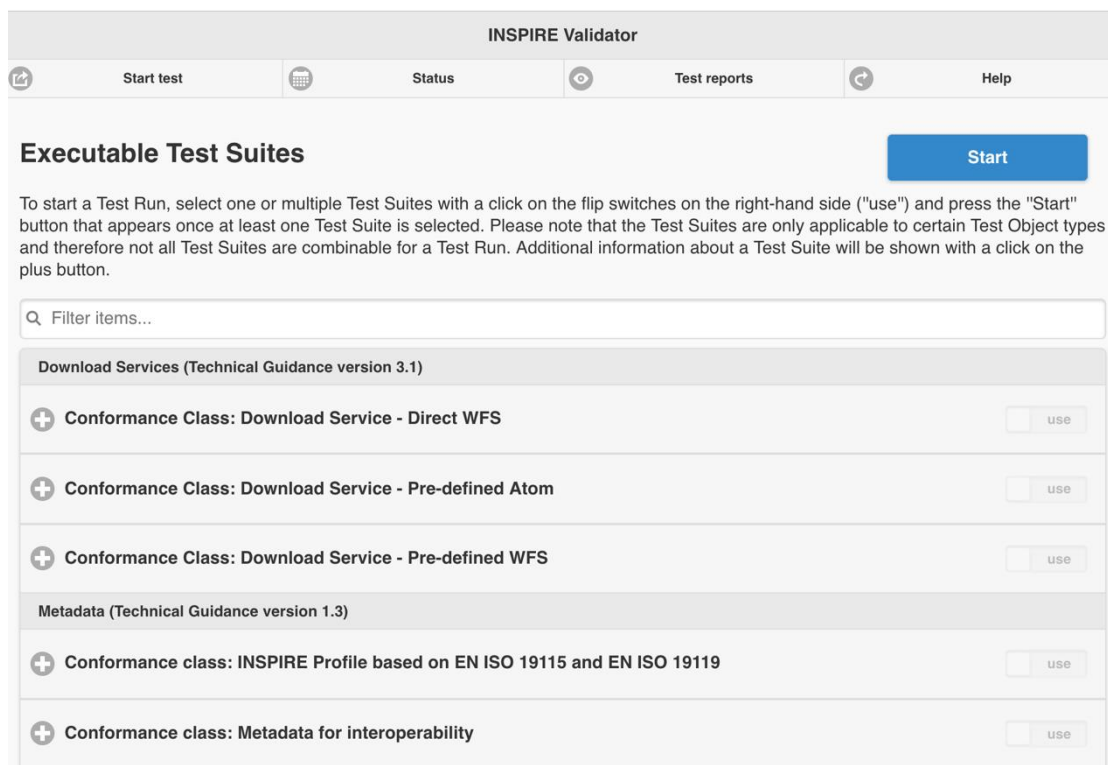 INSPIRE Validator
Start test
Status
Test reports
Help
Executable Test Suites
Start
To start a Test Run, select one or multiple Test Suites with a click on the flip switches on the right-hand side ("use") and press the "Start"
button that appears once at least one Test Suite is selected. Please note that the Test Suites are only applicable to certain Test Object types
and therefore not all Test Suites are combinable for a Test Run. Additional information about a Test Suite will be shown with a click on the
plus button.
Filter items...
Download Services (Technical Guidance version 3.1)
Conformance Class: Download Service - Direct WFS
use
Conformance Class: Download Service - Pre-defined Atom
use
Conformance Class: Download Service - Pre-defined WFS
use
Metadata (Technical Guidance version 1.3)
Conformance class: INSPIRE Profile based on EN ISO 19115 and EN ISO 19119
use
Conformance class: Metadata for interoperability
use